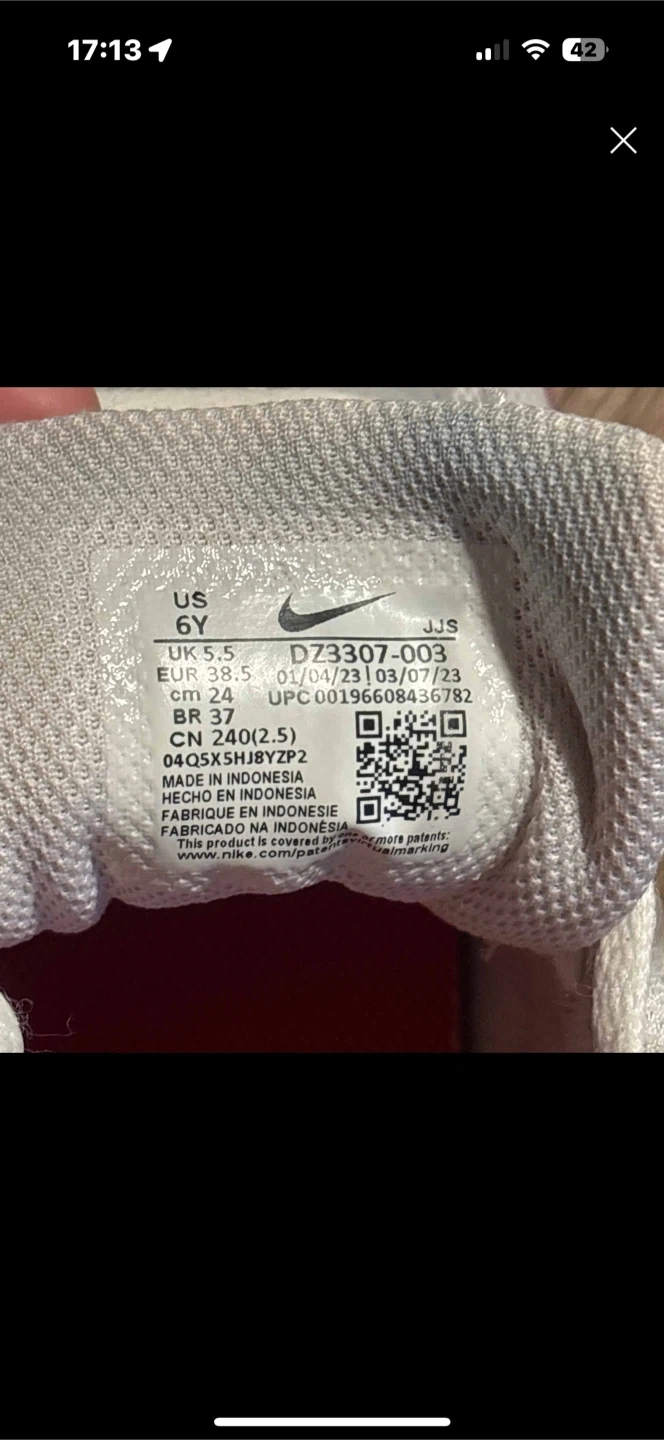 17:13
42
US
6Y
JJS
UK 5.5 DZ3307-003
EUR 38.5 01/04/23 | 03/07/23
cm 24 UPC 00196608436782
BR 37
CN 240(2.5)
04Q5X5HJ8YZP2
MADE IN INDONESIA
HECHO EN INDONESIA
FABRIQUE EN INDONESIE
FABRICADO NA INDONÉSIA
This product is covered by more patents:
www.nike.com/